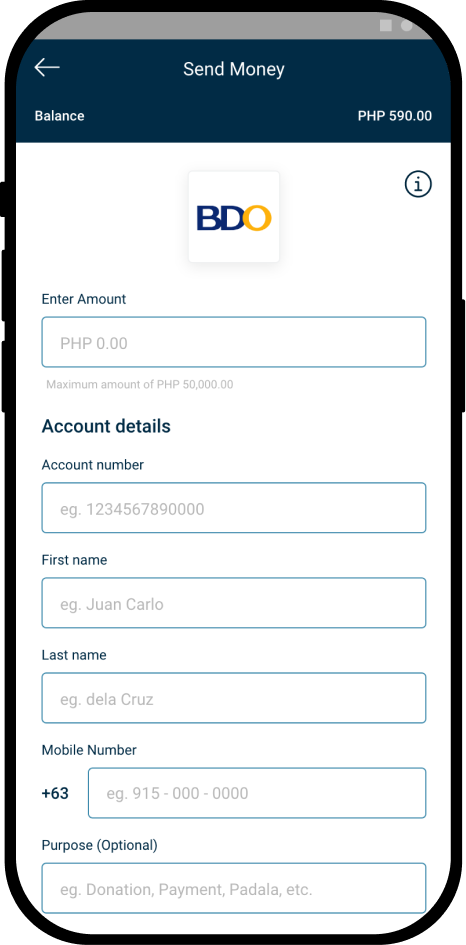 Send Money
Balance PHP 590.00
BDO
i
Enter Amount
PHP 0.00
Maximum amount of PHP 50,000.00
Account details
Account number
eg. 1234567890000
First name
eg. Juan Carlo
Last name
eg. dela Cruz
Mobile Number
+63 eg. 915 - 000 - 0000
Purpose (Optional)
eg. Donation, Payment, Padala, etc.